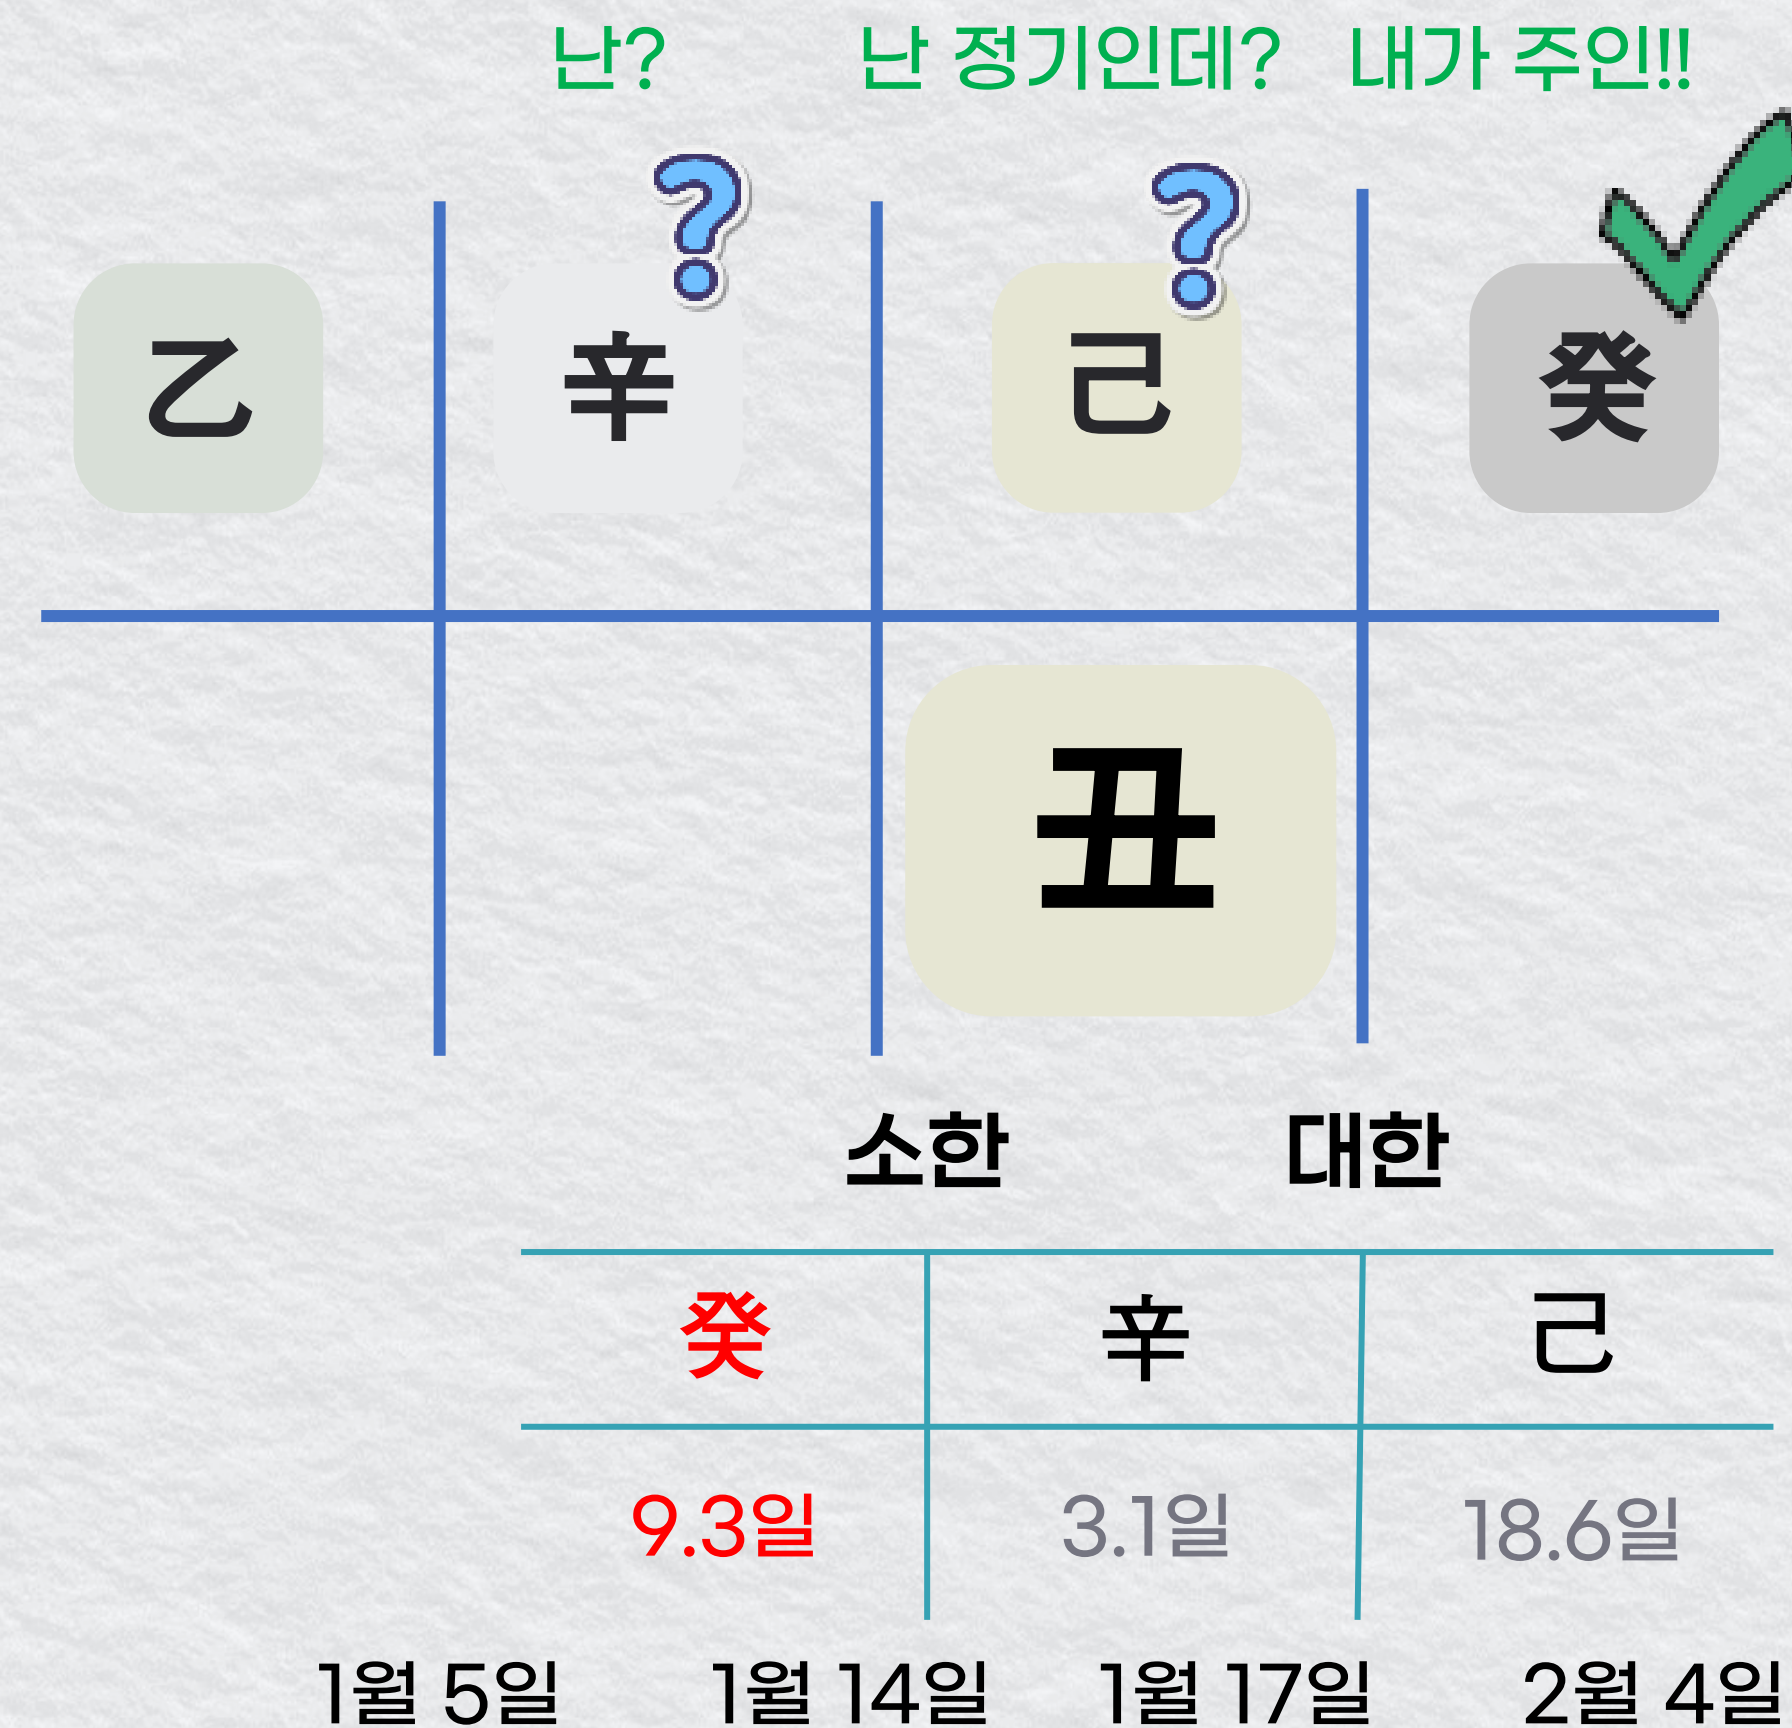 난? 난 정기인데? 내가 주인!!
乙 辛 己 癸
丑
소한 대한
癸 辛 己
9.3일 3.1일 18.6일
1월 5일 1월 14일 1월 17일 2월 4일